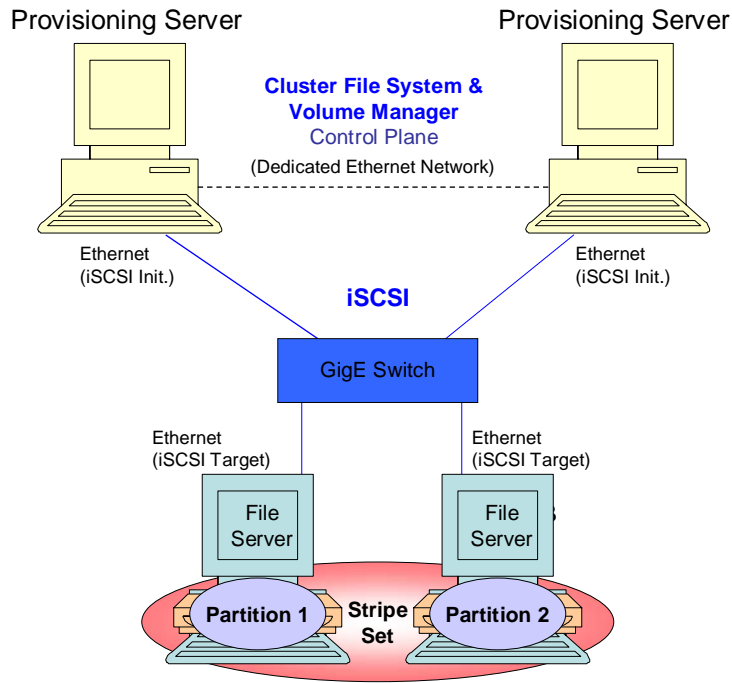 Provisioning Server
Provisioning Server
Cluster File System &
Volume Manager
Control Plane
(Dedicated Ethernet Network)
Ethernet
(iSCSI Init.)
Ethernet
(iSCSI Init.)
iSCSI
GigE Switch
Ethernet
(iSCSI Target)
Ethernet
(iSCSI Target)
File
Server
File
Server
Partition 1
Stripe
Set
Partition 2